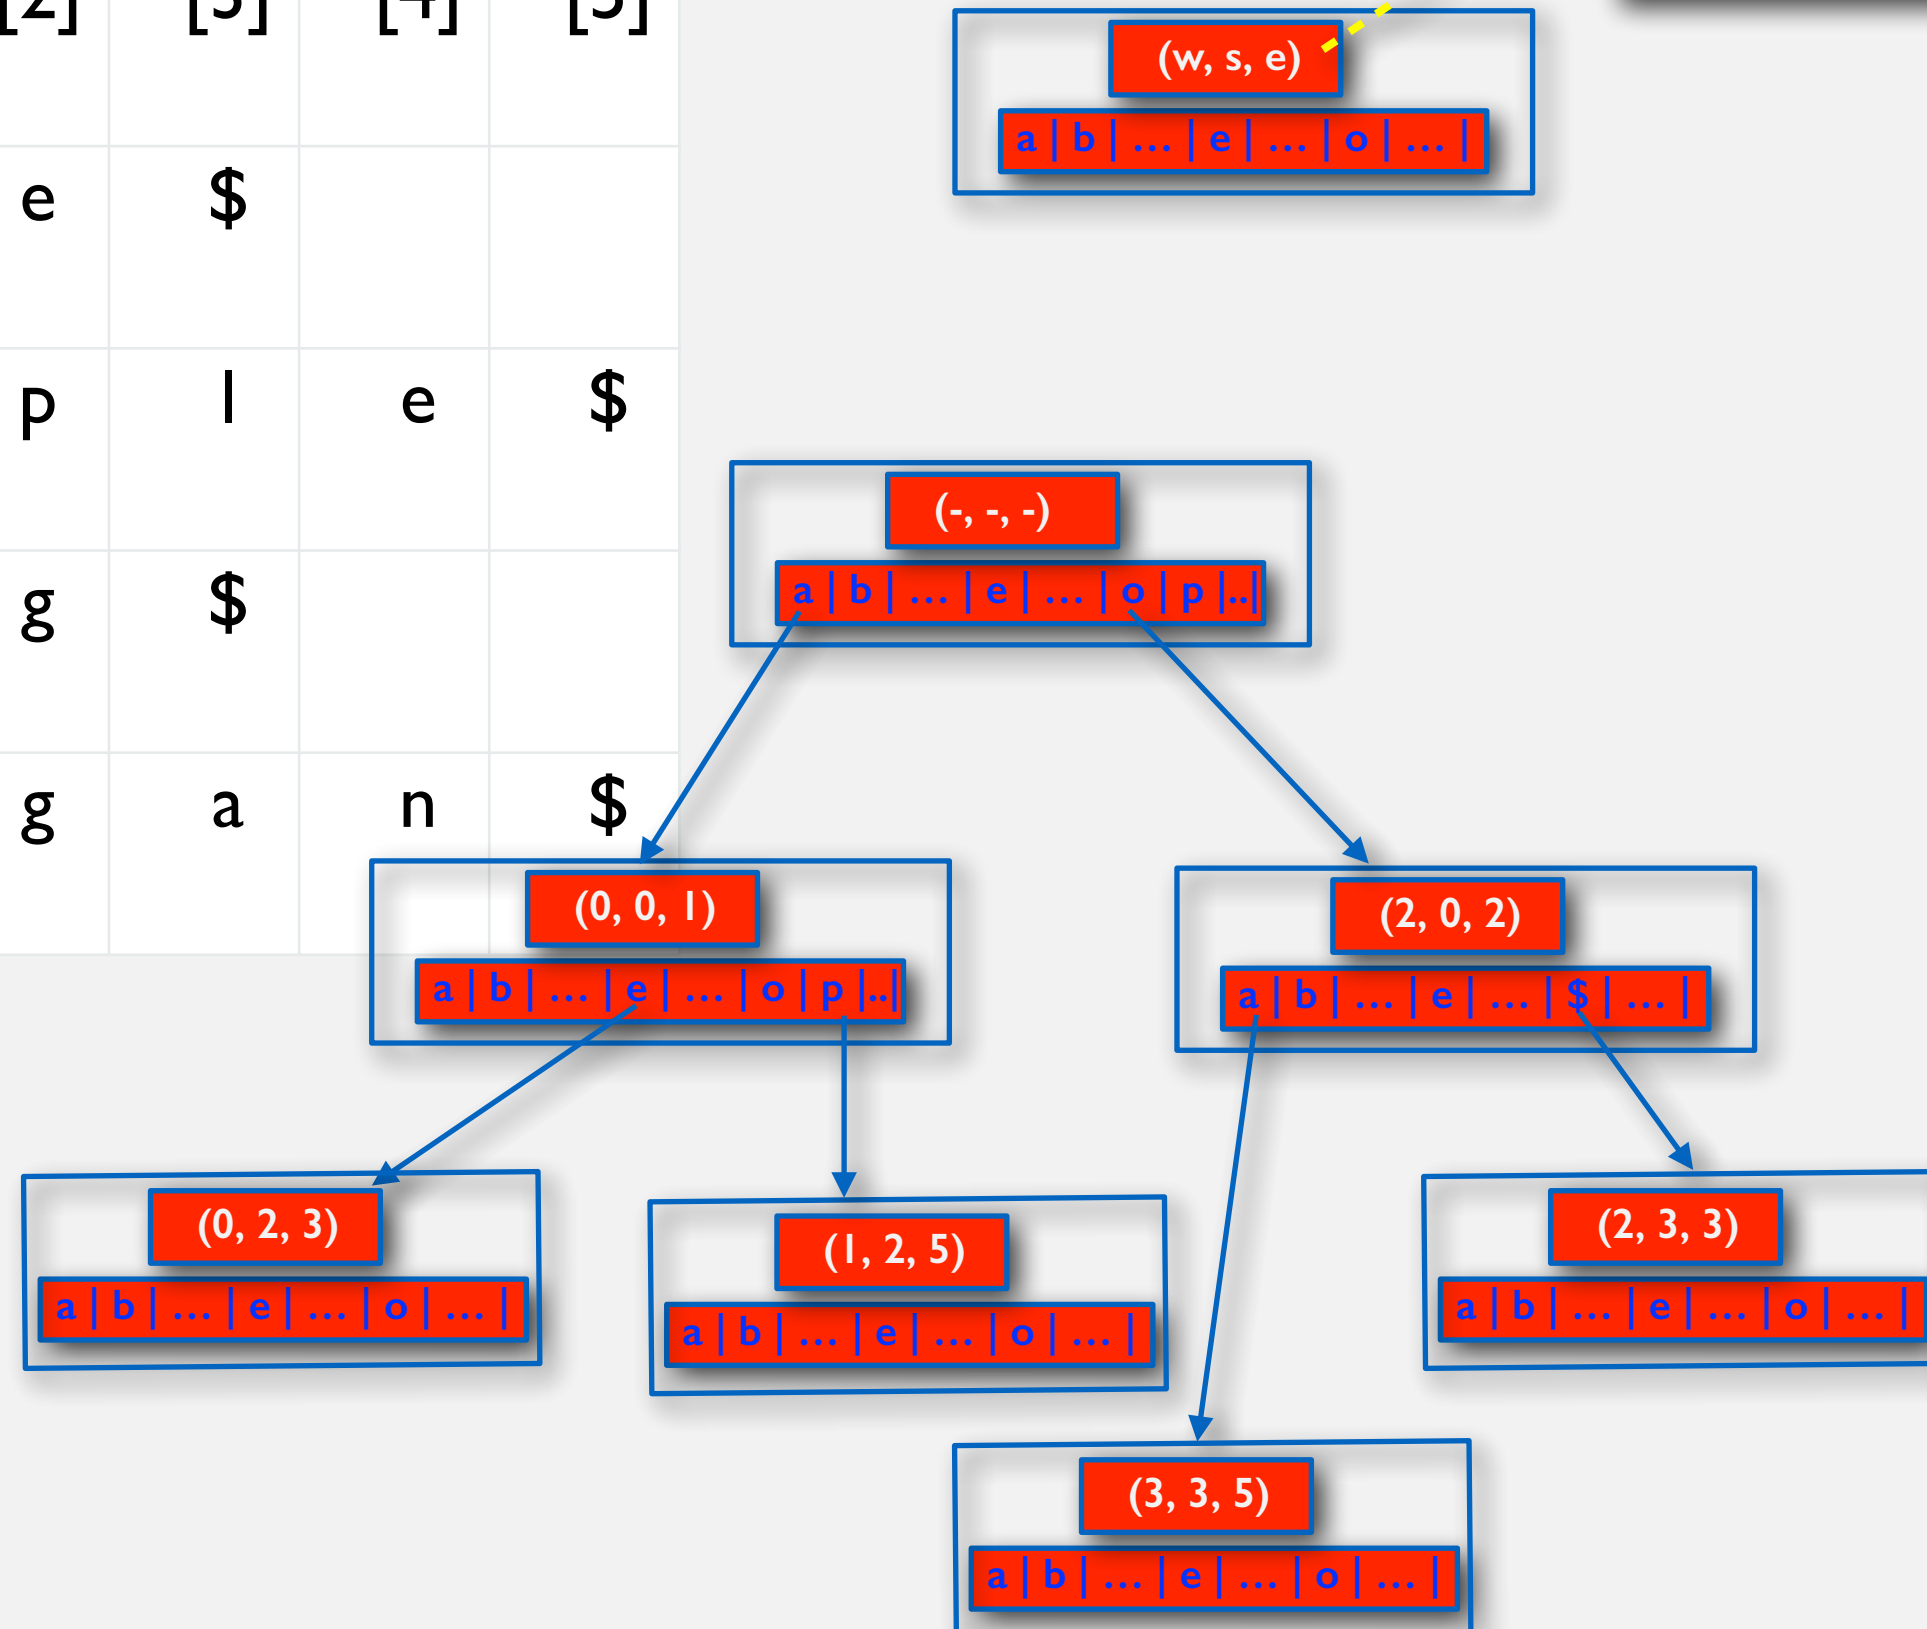 [2] [3] [4] [5]
e $
p l e $
g $
g a n $
(w, s, e)
a | b | ... | e | ... | o | ... |
(-, -, -)
a | b | ... | e | ... | o | p |..|
(0, 0, 1)
a | b | ... | e | ... | o | p |..|
(2, 0, 2)
a | b | ... | e | ... | $ | ... |
(0, 2, 3)
a | b | ... | e | ... | o | ... |
(1, 2, 5)
a | b | ... | e | ... | o | ... |
(2, 3, 3)
a | b | ... | e | ... | o | ... |
(3, 3, 5)
a | b | ... | e | ... | o | ... |